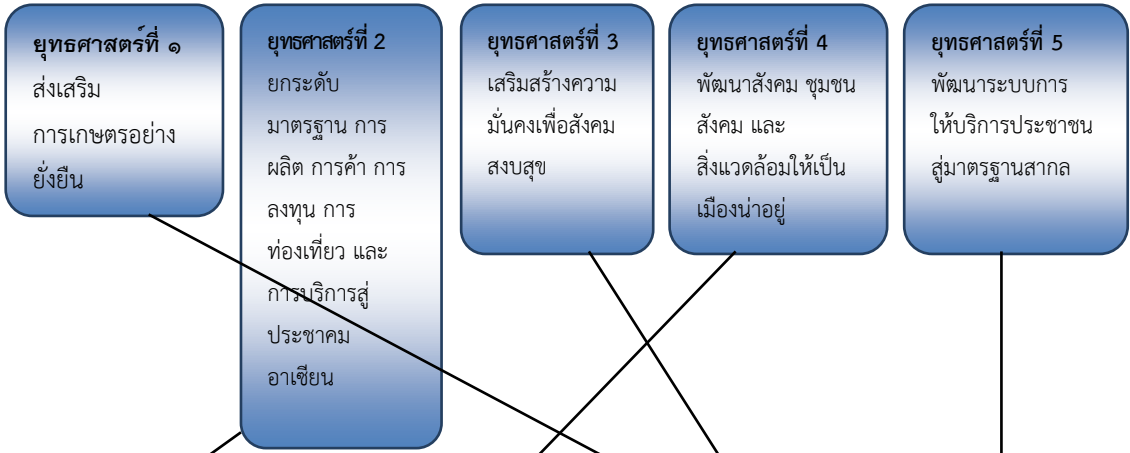 ยุทธศาสตร์ที่ ๑
ส่งเสริม
การเกษตรอย่าง
ยั่งยืน
ยุทธศาสตร์ที่ 2
ยกระดับ
มาตรฐาน การ
ผลิต การค้า การ
ลงทุน การ
ท่องเที่ยว และ
การบริการสู่
ประชาคม
อาเซียน
ยุทธศาสตร์ที่ 3
เสริมสร้างความ
มั่นคงเพื่อสังคม
สงบสุข
ยุทธศาสตร์ที่ 4
พัฒนาสังคม ชุมชน
สังคม และ
สิ่งแวดล้อมให้เป็น
เมืองน่าอยู่
ยุทธศาสตร์ที่ 5
พัฒนาระบบการ
ให้บริการประชาชน
สู่มาตรฐานสากล